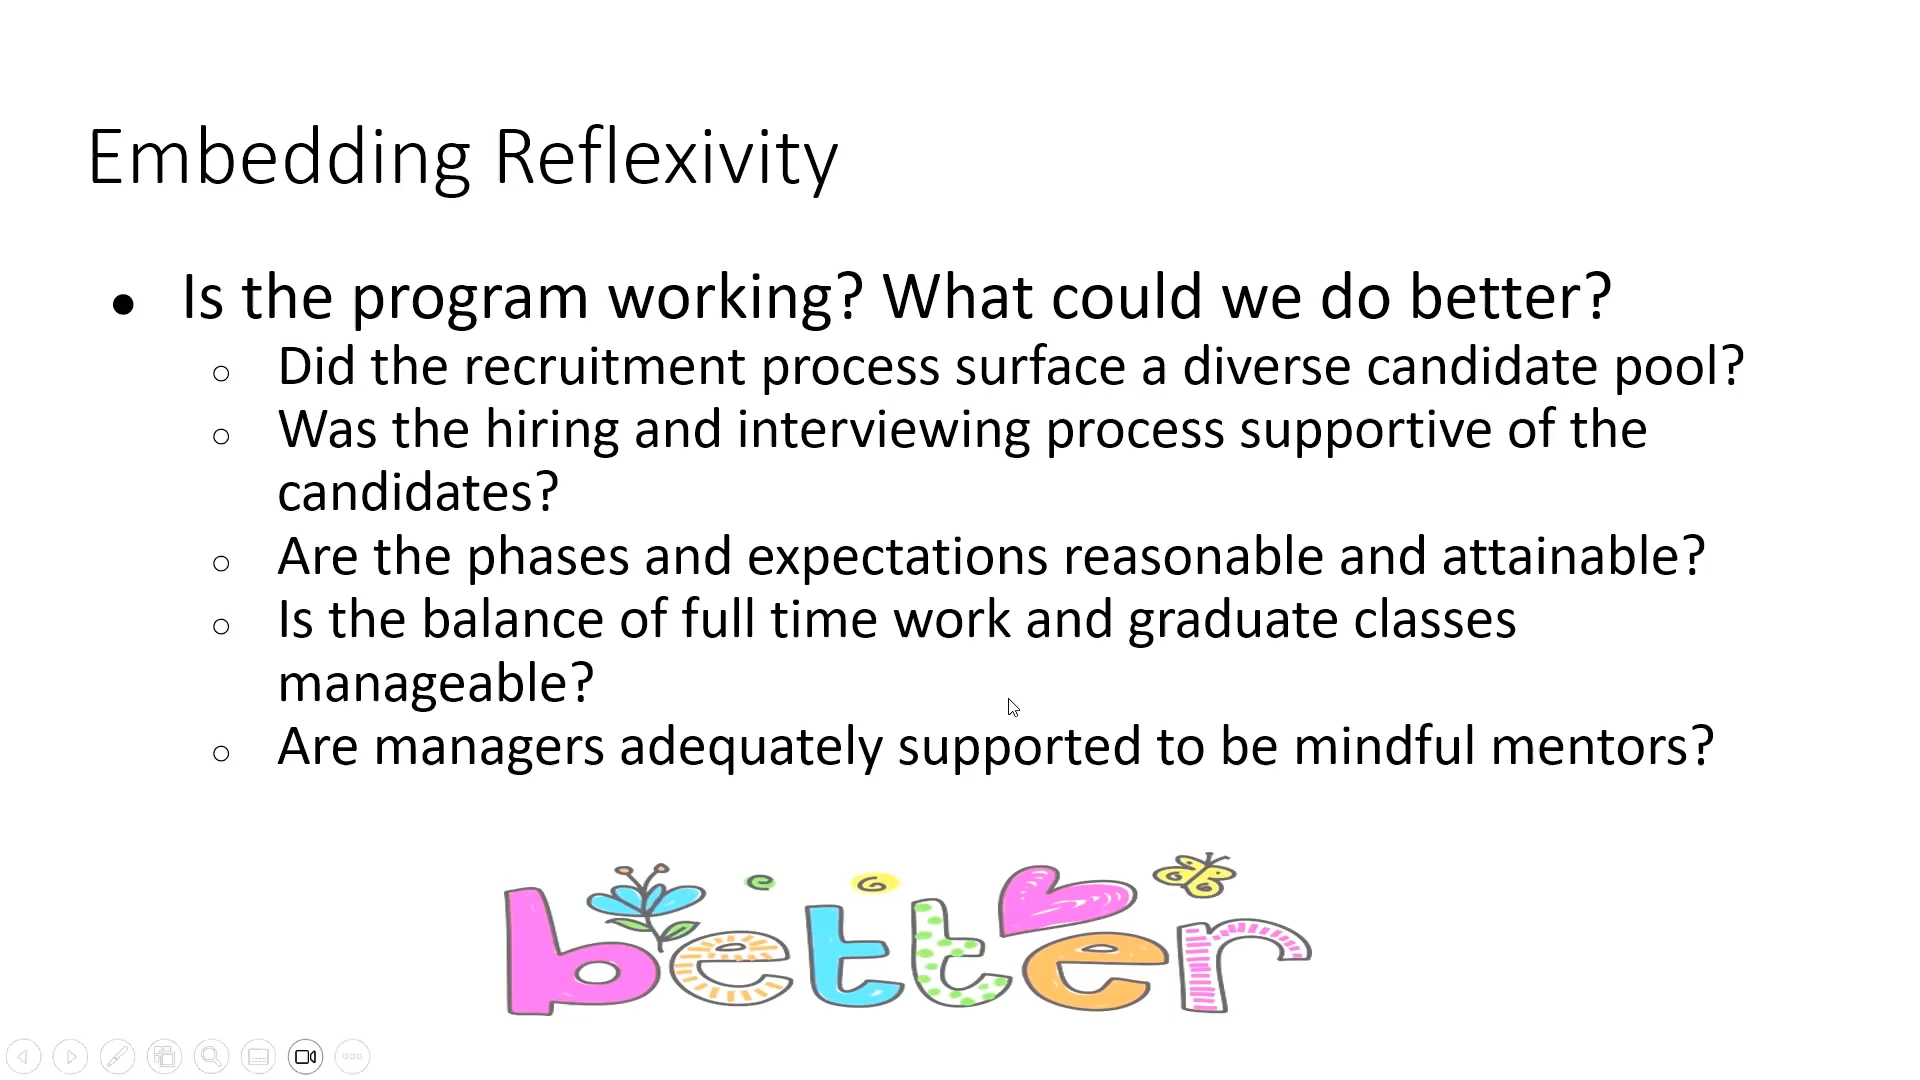 Embedding Reflexivity
● Is the program working? What could we do better?
○ Did the recruitment process surface a diverse candidate pool?
○ Was the hiring and interviewing process supportive of the
candidates?
○ Are the phases and expectations reasonable and attainable?
○ Is the balance of full time work and graduate classes
manageable?
○ Are managers adequately supported to be mindful mentors?
better